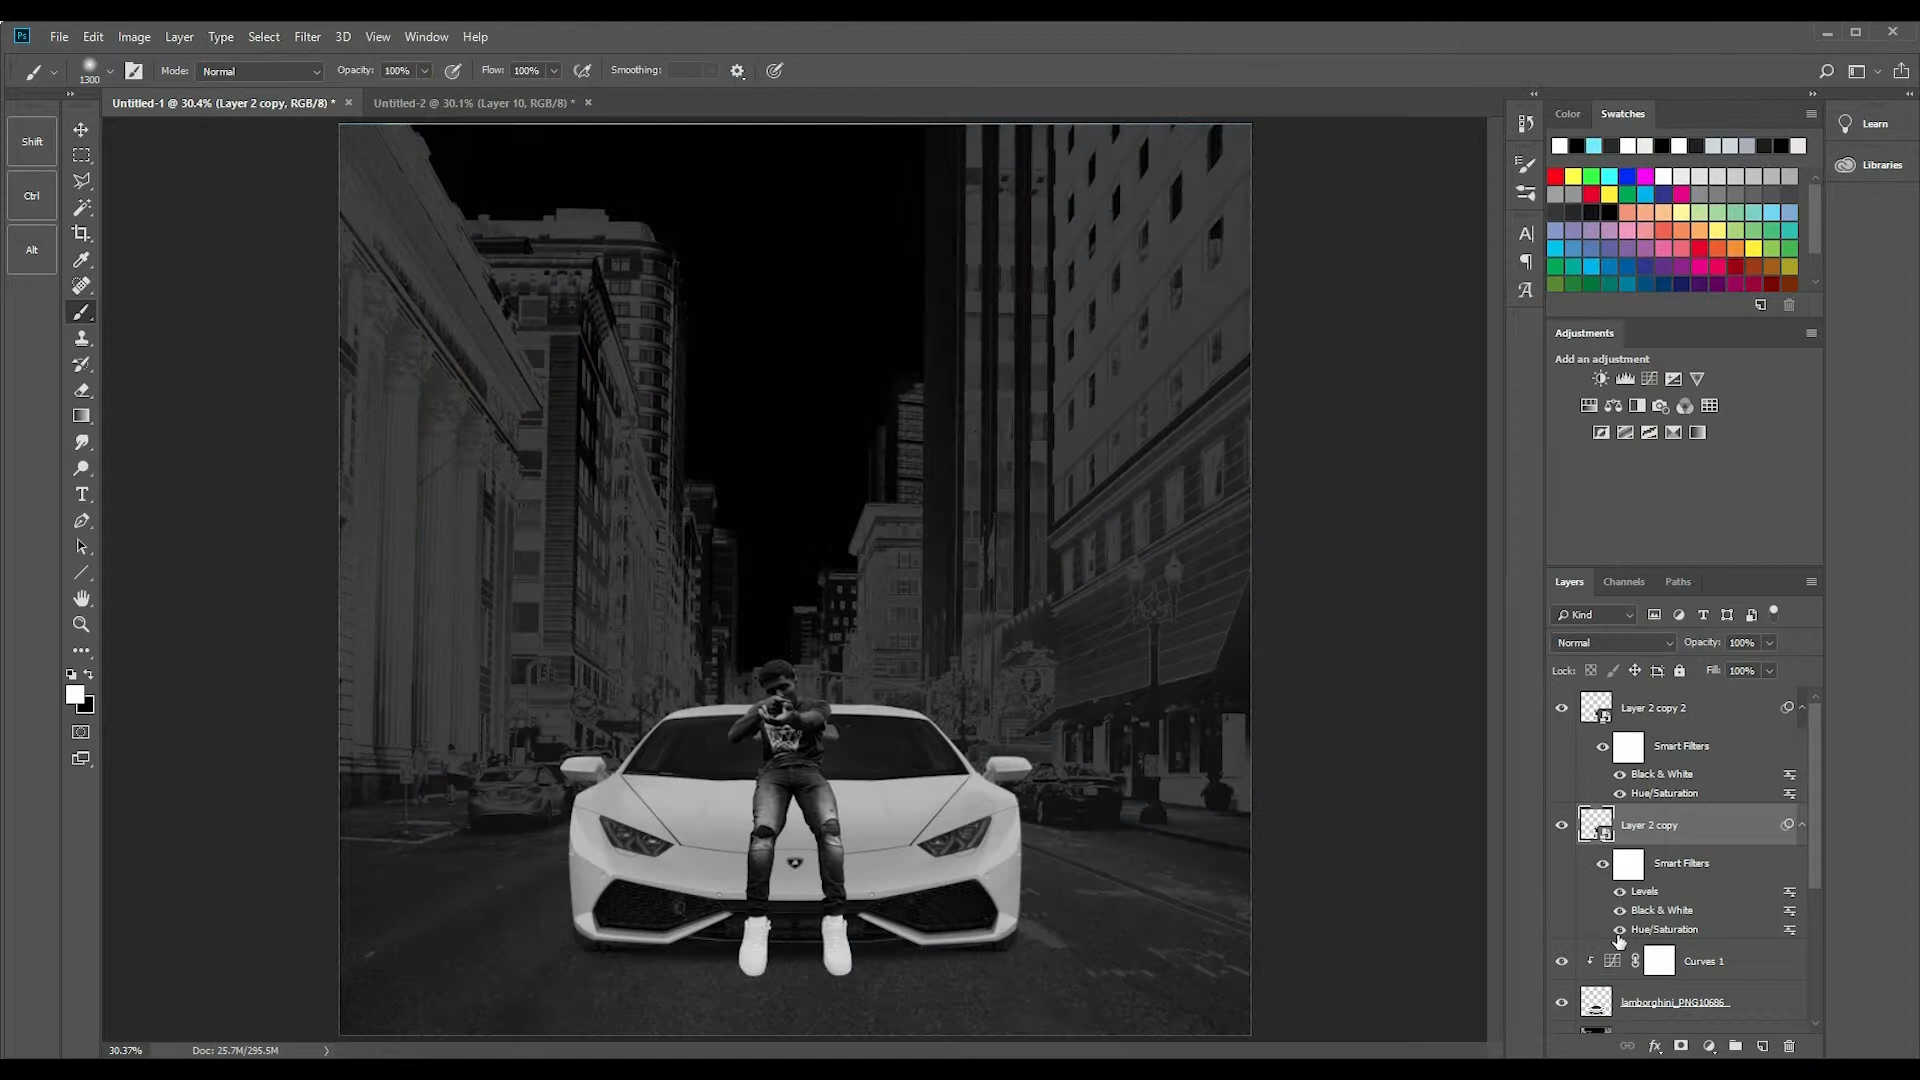 Ps File Edit Image Layer Type Select Filter 3D View Window Help
1300 Mode: Normal Opacity: 100% Flow: 100% Smoothing:
Untitled-1 @ 30.4% (Layer 2 copy, RGB/8) * × Untitled-2 @ 30.1% (Layer 10, RGB/8) * ×
Shift
Ctrl
Alt
Color Swatches
Learn
Libraries
Adjustments
Add an adjustment
Layers Channels Paths
Kind
Normal Opacity: 100%
Lock: Fill: 100%
Layer 2 copy 2
Smart Filters
Black & White
Hue/Saturation
Layer 2 copy
Smart Filters
Levels
Black & White
Hue/Saturation
Curves 1
lamborghini_PNG10686
30.37% Doc: 25.7M/295.5M